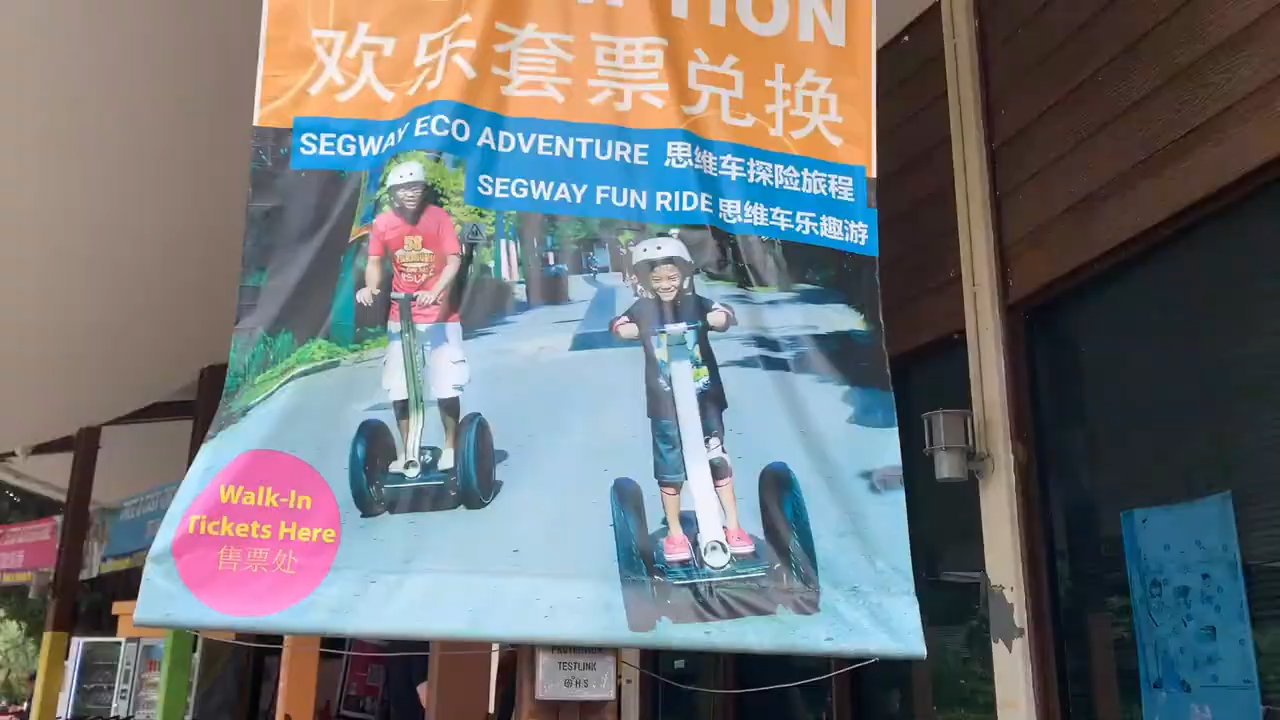 欢乐套票兑换
SEGWAY ECO ADVENTURE 思维车探险旅程
SEGWAY FUN RIDE 思维车乐趣游
Walk-In
Tickets Here
售票处
TESTLINK